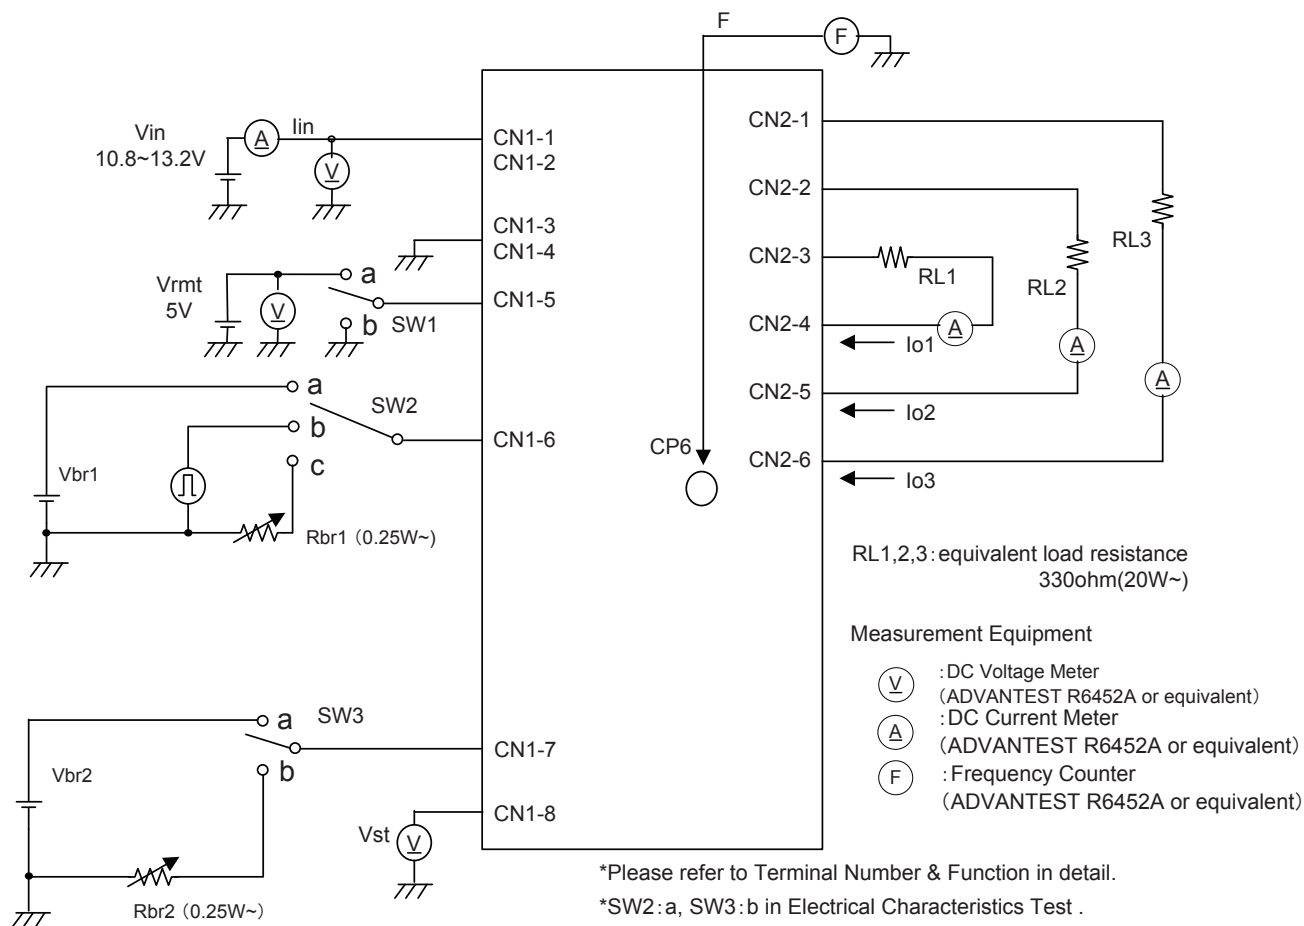 F
F
Vin
10.8~13.2V
A
Iin
V
CN1-1
CN1-2
CN1-3
CN1-4
Vrmt
5V
V
a
b
SW1
CN1-5
a
b
c
SW2
CN1-6
Vbr1
Rbr1（0.25W~)
a
b
SW3
CN1-7
Vbr2
Rbr2（0.25W~）
Vst
V
CN1-8
CP6
CN2-1
CN2-2
CN2-3
CN2-4
CN2-5
CN2-6
RL1
RL2
RL3
A
A
A
Io1
Io2
Io3
RL1,2,3：equivalent load resistance
330ohm(20W~)
Measurement Equipment
V ：DC Voltage Meter
（ADVANTEST R6452A or equivalent）
A ：DC Current Meter
（ADVANTEST R6452A or equivalent）
F ：Frequency Counter
（ADVANTEST R6452A or equivalent）
*Please refer to Terminal Number & Function in detail.
*SW2：a, SW3：b in Electrical Characteristics Test .